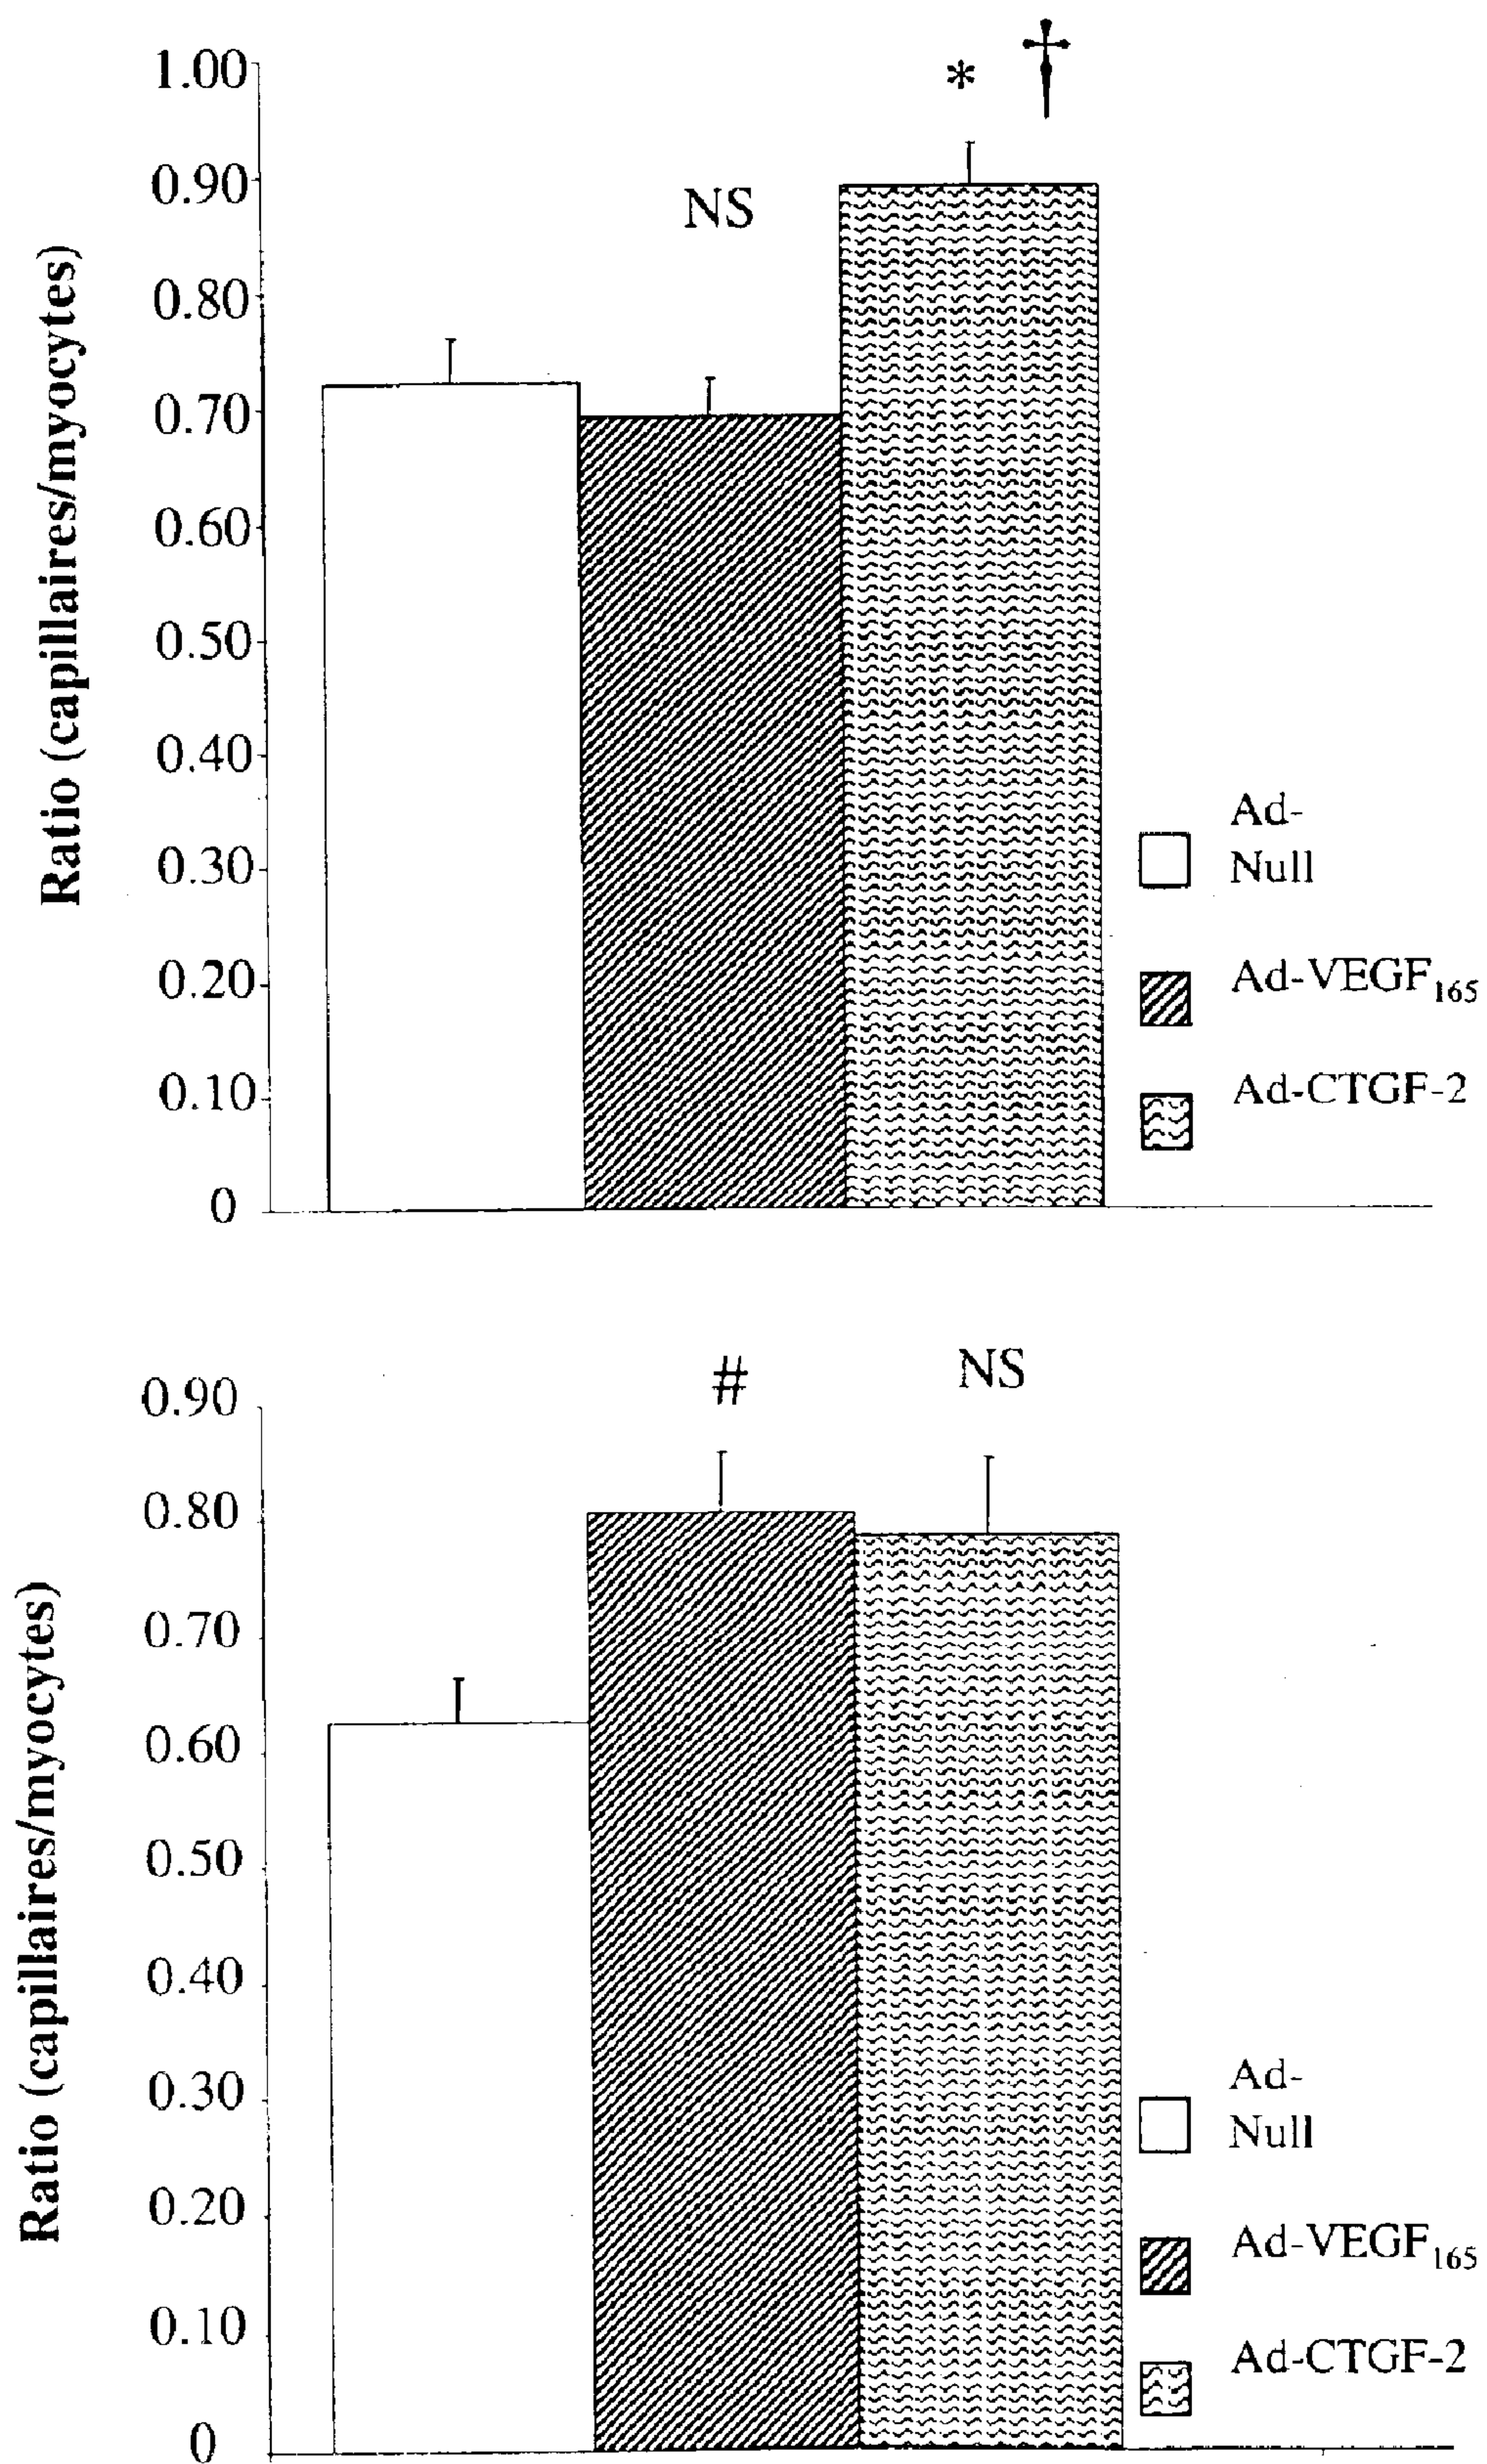 1.00
0.90
0.80
0.70
0.60
0.50
0.40
0.30
0.20
0.10
0
Ratio (capillaires/myocytes)
NS
* †
Ad-
Null
Ad-VEGF165
Ad-CTGF-2
0.90
0.80
0.70
0.60
0.50
0.40
0.30
0.20
0.10
0
Ratio (capillaires/myocytes)
#
NS
Ad-
Null
Ad-VEGF165
Ad-CTGF-2